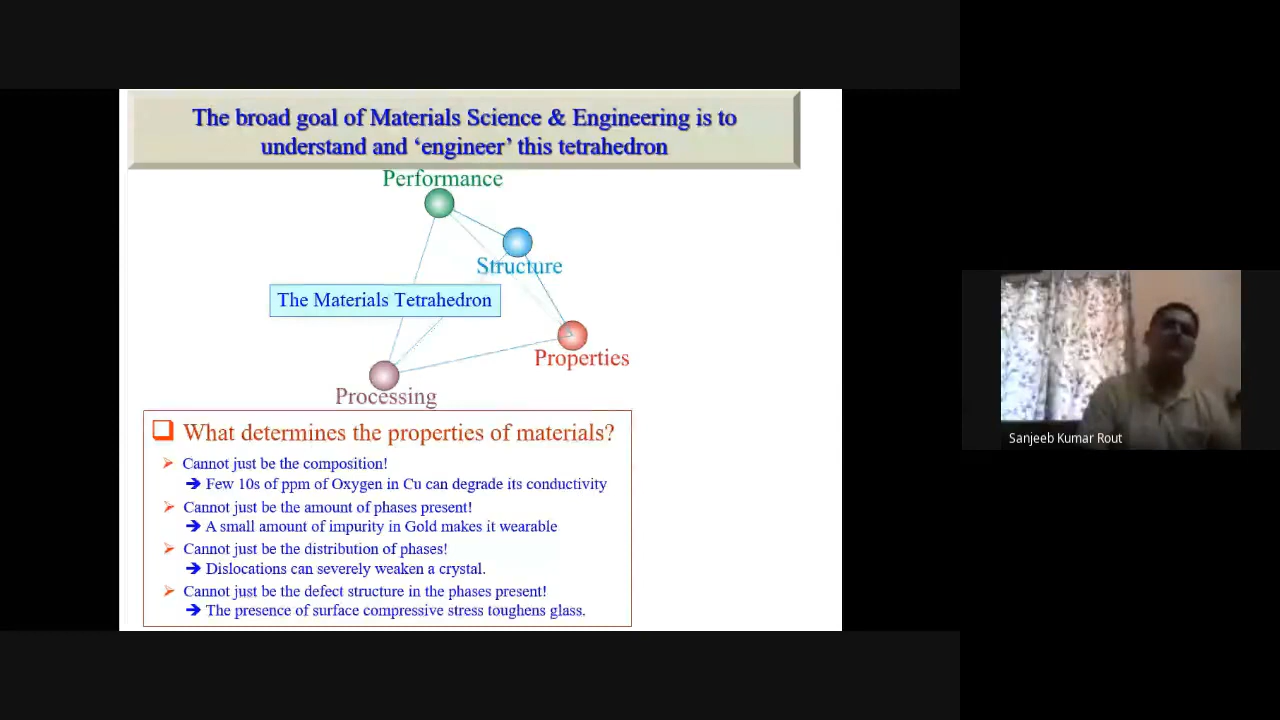 The broad goal of Materials Science & Engineering is to
understand and ‘engineer’ this tetrahedron
Performance
Structure
The Materials Tetrahedron
Properties
Processing
What determines the properties of materials?
Cannot just be the composition!
➔ Few 10s of ppm of Oxygen in Cu can degrade its conductivity
Cannot just be the amount of phases present!
➔ A small amount of impurity in Gold makes it wearable
Cannot just be the distribution of phases!
➔ Dislocations can severely weaken a crystal.
Cannot just be the defect structure in the phases present!
➔ The presence of surface compressive stress toughens glass.
Sanjeeb Kumar Rout